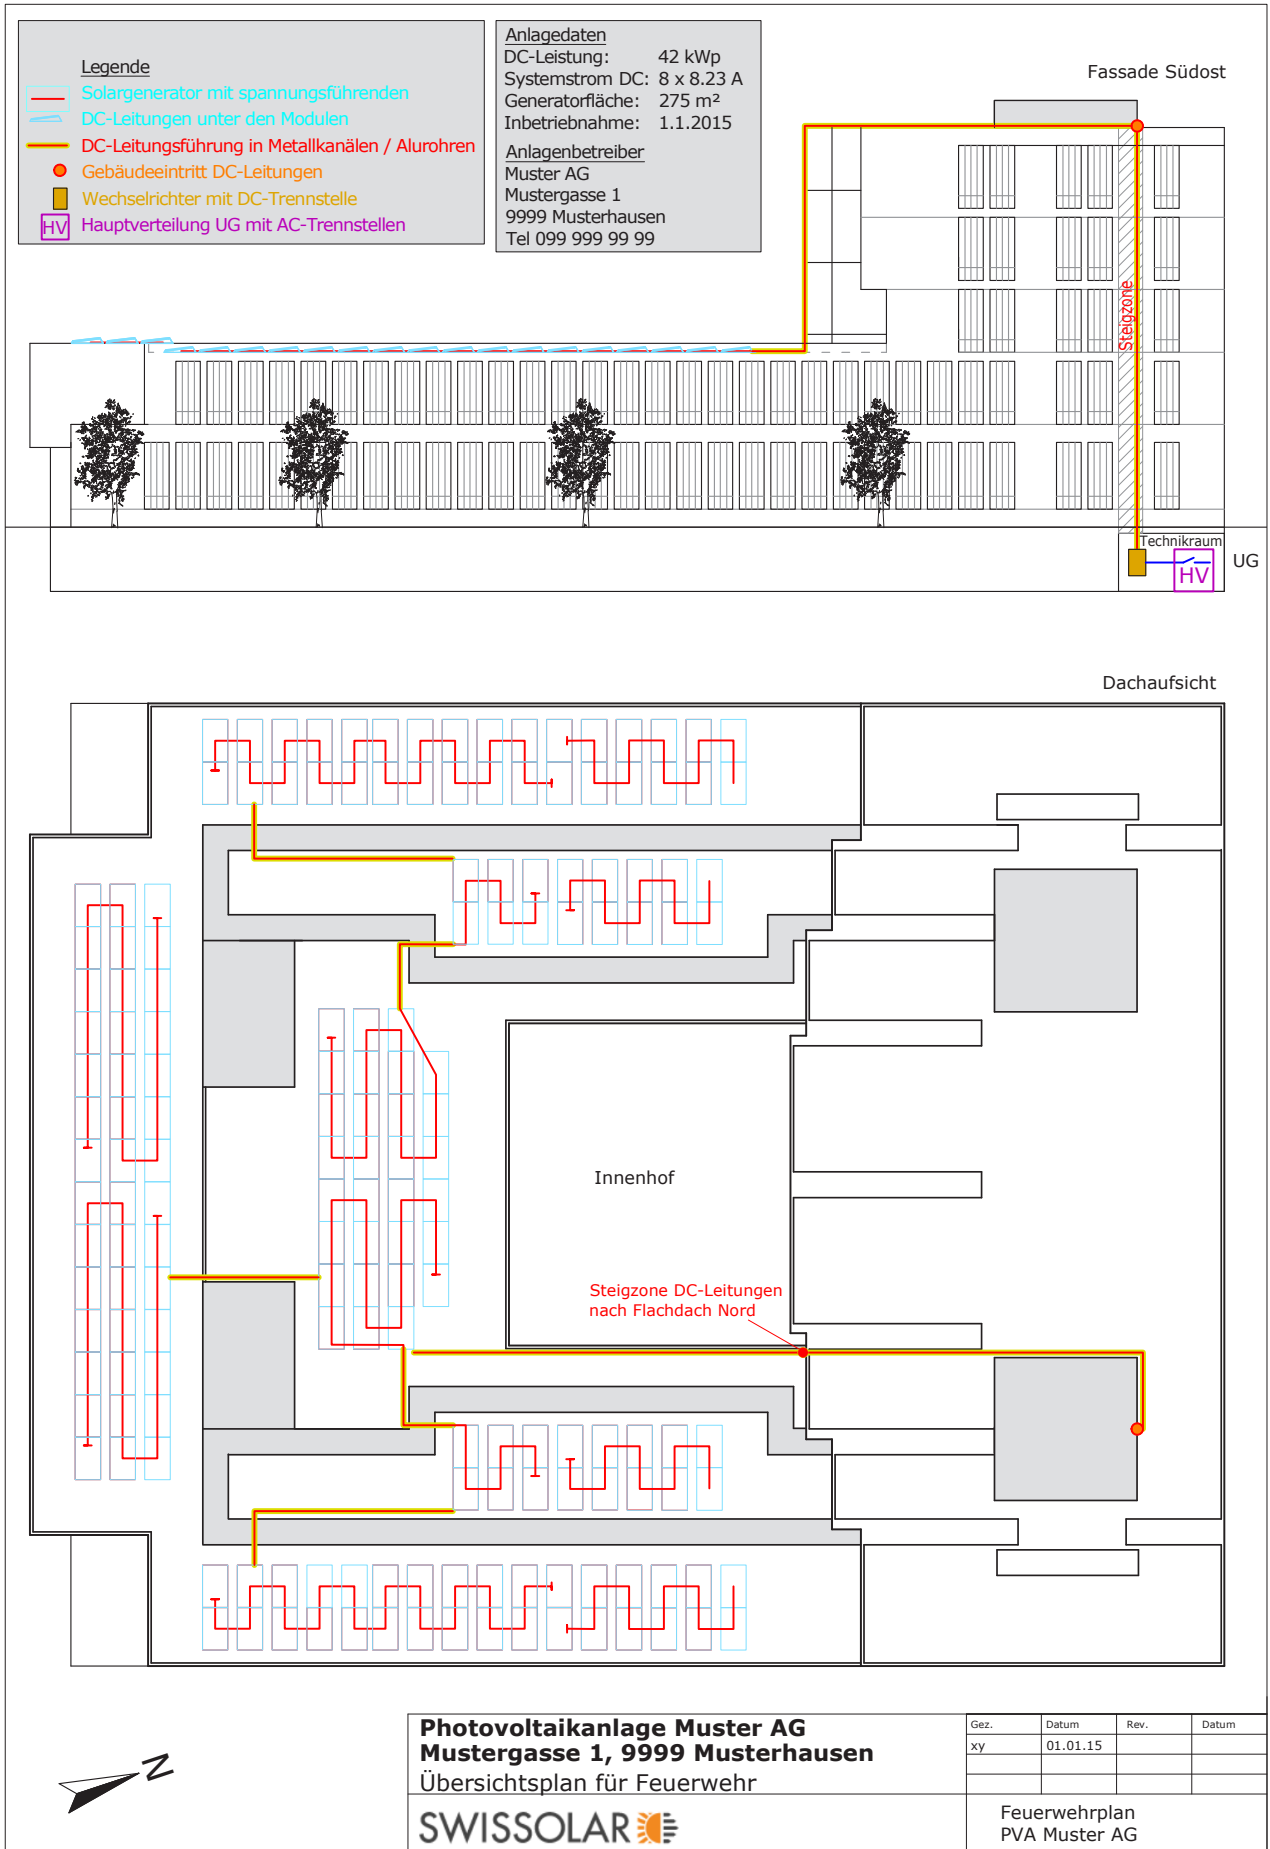 Legende
Solargenerator mit spannungsführenden
DC-Leitungen unter den Modulen
DC-Leitungsführung in Metallkanälen / Alurohren
Gebäudeeintritt DC-Leitungen
Wechselrichter mit DC-Trennstelle
HV Hauptverteilung UG mit AC-Trennstellen
Anlagedaten
DC-Leistung: 42 kWp
Systemstrom DC: 8 x 8.23 A
Generatorfläche: 275 m²
Inbetriebnahme: 1.1.2015
Anlagenbetreiber
Muster AG
Mustergasse 1
9999 Musterhausen
Tel 099 999 99 99
Fassade Südost
Steigzone
Technikraum
HV
UG
Dachaufsicht
Innenhof
Steigzone DC-Leitungen
nach Flachdach Nord
N
Photovoltaikanlage Muster AG
Mustergasse 1, 9999 Musterhausen
Übersichtsplan für Feuerwehr
SWISSOLAR
Gez. Datum Rev. Datum
xy 01.01.15
Feuerwehrplan
PVA Muster AG